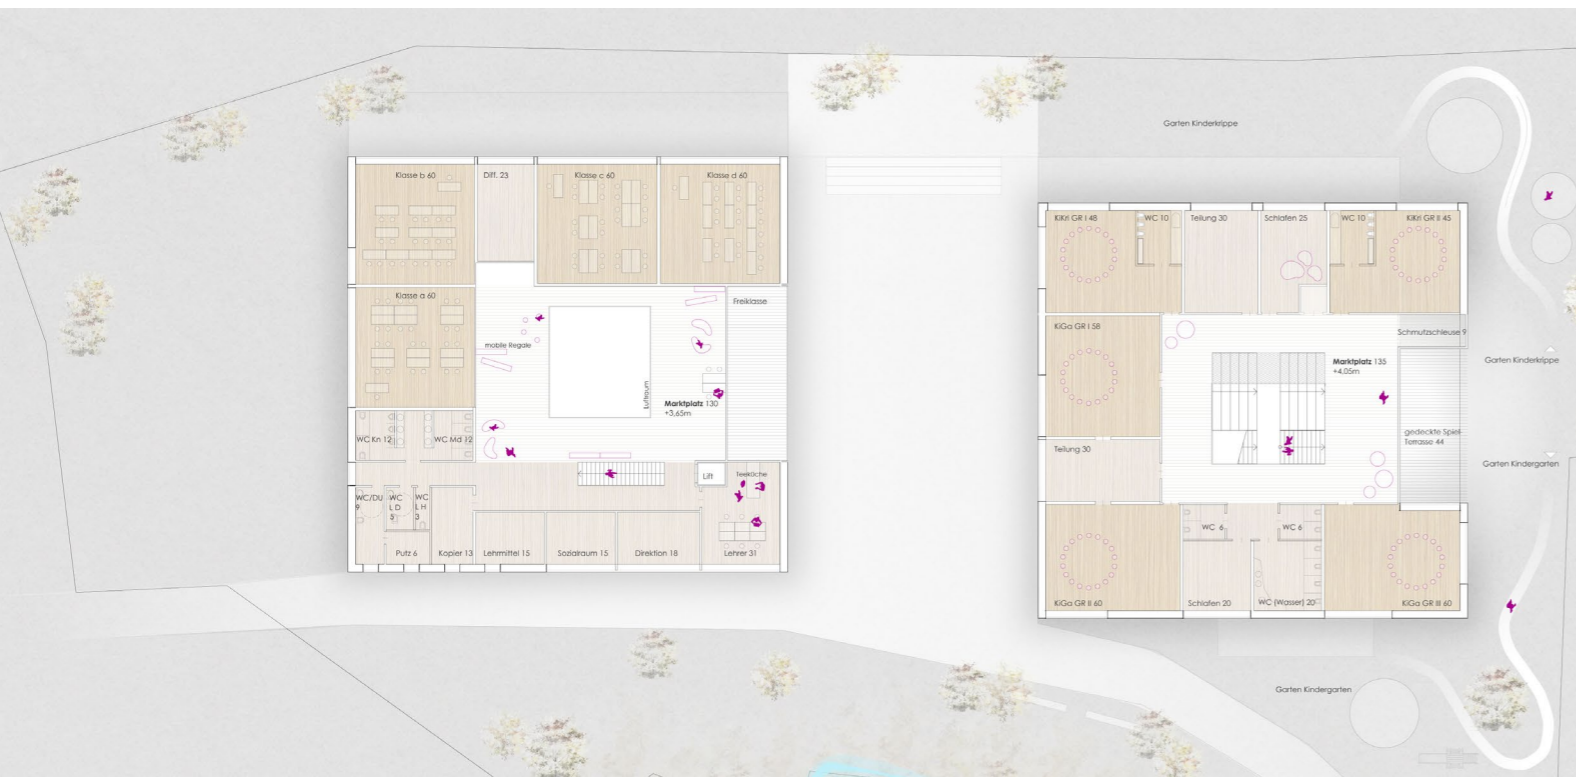 Garten Kinderkrippe
Klasse b 60
Diff. 23
Klasse c 60
Klasse d 60
KiKri GR I 48
WC 10
Teilung 30
Schlafen 25
WC 10
KiKri GR II 45
Klasse a 60
Freiklasse
mobile Regale
Luftraum
Marktplatz 130
+3,65m
KiGa GR I 58
Schmutzschleuse 9
Marktplatz 135
+4,05m
Garten Kinderkrippe
WC Kn 12
WC Md 12
Teilung 30
gedeckte Spiel-
Terrasse 44
Garten Kindergarten
Lift
Teeküche
WC/DU
9
WC
L D
5
WC
L H
3
Putz 6
Kopier 13
Lehrmittel 15
Sozialraum 15
Direktion 18
Lehrer 31
WC 6
WC 6
KiGa GR II 60
Schlafen 20
WC (Wasser) 20
KiGa GR III 60
Garten Kindergarten